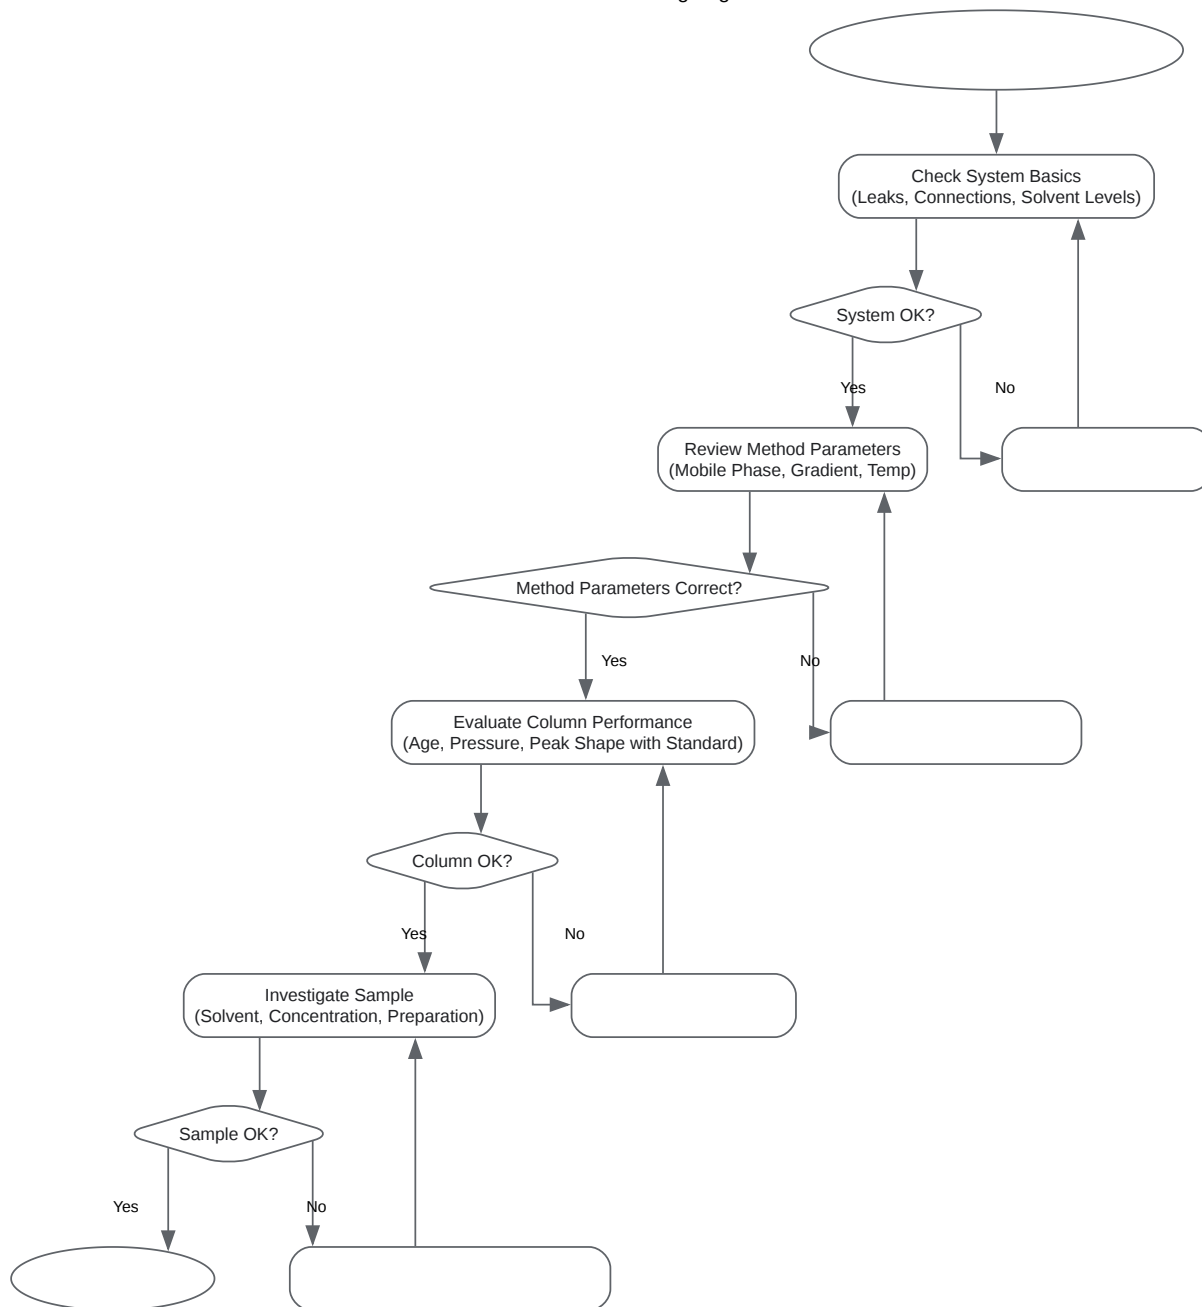 Check System Basics
(Leaks, Connections, Solvent Levels)
System OK?
Yes
No
Review Method Parameters
(Mobile Phase, Gradient, Temp)
Method Parameters Correct?
Yes
No
Evaluate Column Performance
(Age, Pressure, Peak Shape with Standard)
Column OK?
Yes
No
Investigate Sample
(Solvent, Concentration, Preparation)
Sample OK?
Yes
No